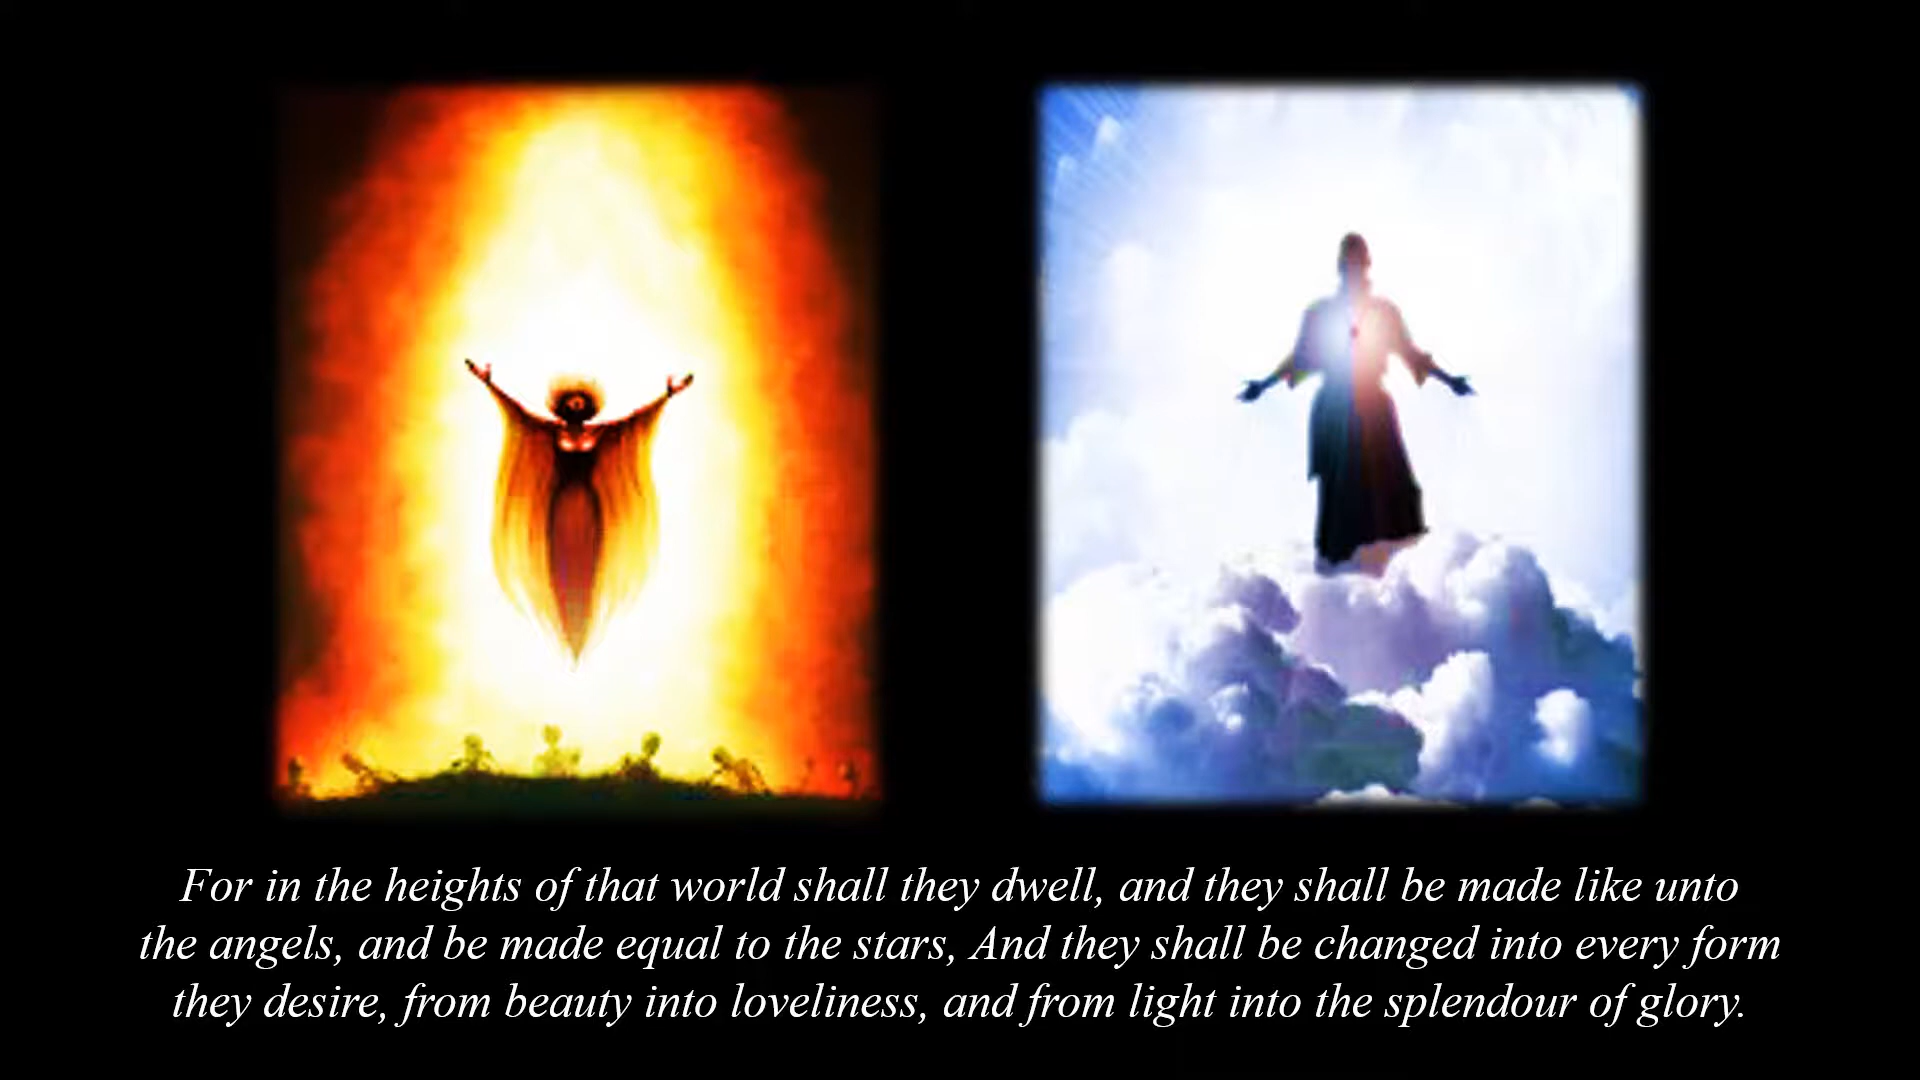 For in the heights of that world shall they dwell, and they shall be made like unto
the angels, and be made equal to the stars, And they shall be changed into every form
they desire, from beauty into loveliness, and from light into the splendour of glory.